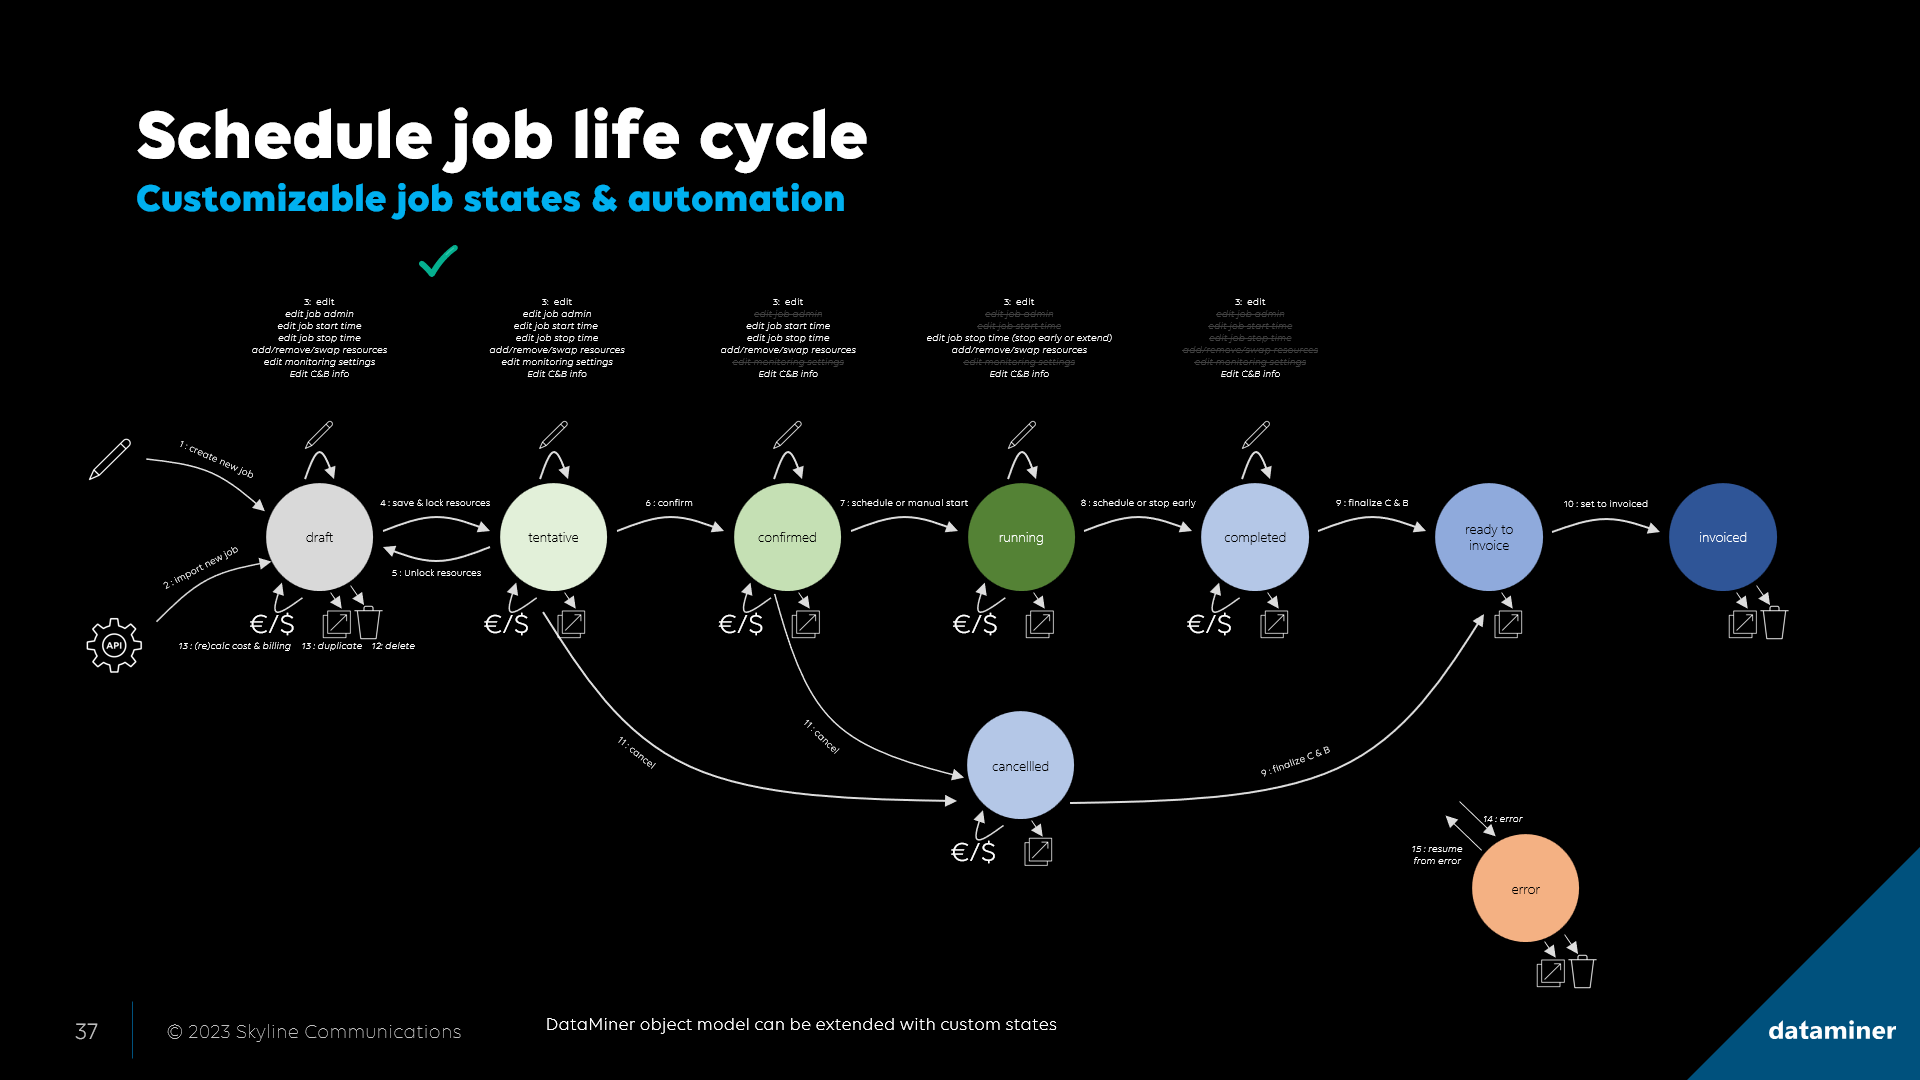 Schedule job life cycle
Customizable job states & automation
3: edit
edit job admin
edit job start time
edit job stop time
add/remove/swap resources
edit monitoring settings
Edit C&B info
3: edit
edit job admin
edit job start time
edit job stop time
add/remove/swap resources
edit monitoring settings
Edit C&B info
3: edit
edit job admin
edit job start time
edit job stop time
add/remove/swap resources
edit monitoring settings
Edit C&B info
3: edit
edit job admin
edit job start time
edit job stop time (stop early or extend)
add/remove/swap resources
edit monitoring settings
Edit C&B info
3: edit
edit job admin
edit job start time
edit job stop time
add/remove/swap resources
edit monitoring settings
Edit C&B info
1 : create new job
2 : import new job
API
draft
4 : save & lock resources
5 : Unlock resources
tentative
6 : confirm
confirmed
7 : schedule or manual start
running
8 : schedule or stop early
completed
9 : finalize C & B
ready to
invoice
10 : set to invoiced
invoiced
€/$
€/$
€/$
€/$
€/$
13 : (re)calc cost & billing
13 : duplicate
12: delete
11 : cancel
11 : cancel
cancellled
9 : finalize C & B
€/$
14 : error
15 : resume
from error
error
37
© 2023 Skyline Communications
DataMiner object model can be extended with custom states
dataminer